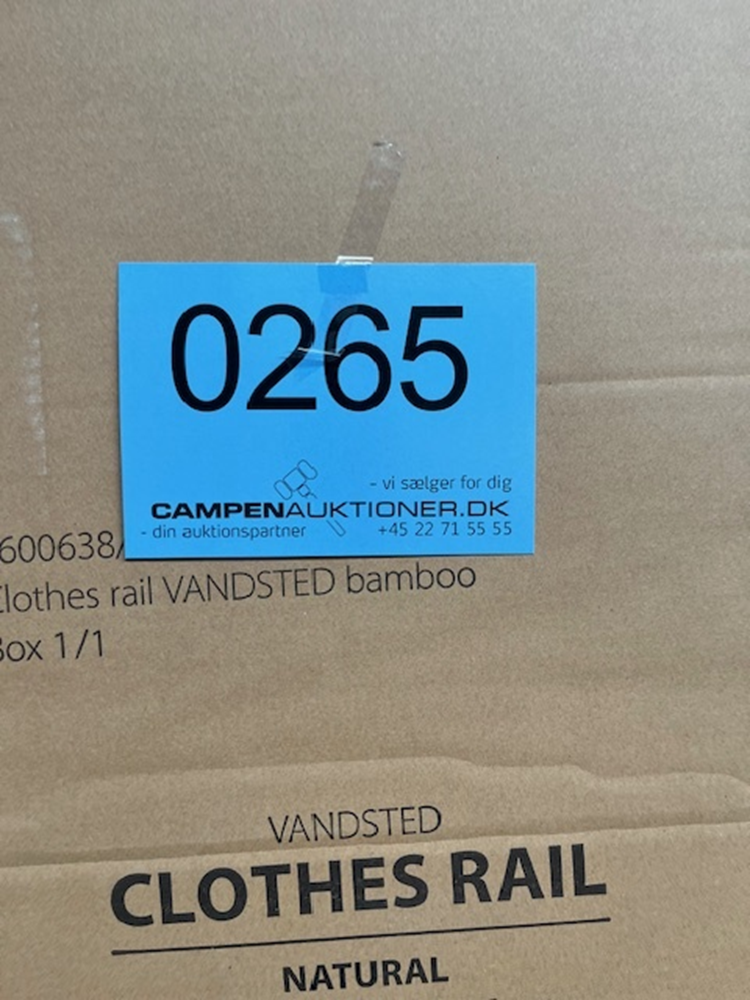 0265
- vi sælger for dig
CAMPENAUKTIONER.DK
- din auktionspartner +45 22 71 55 55
600638/
Clothes rail VANDSTED bamboo
Box 1/1
VANDSTED
CLOTHES RAIL
NATURAL